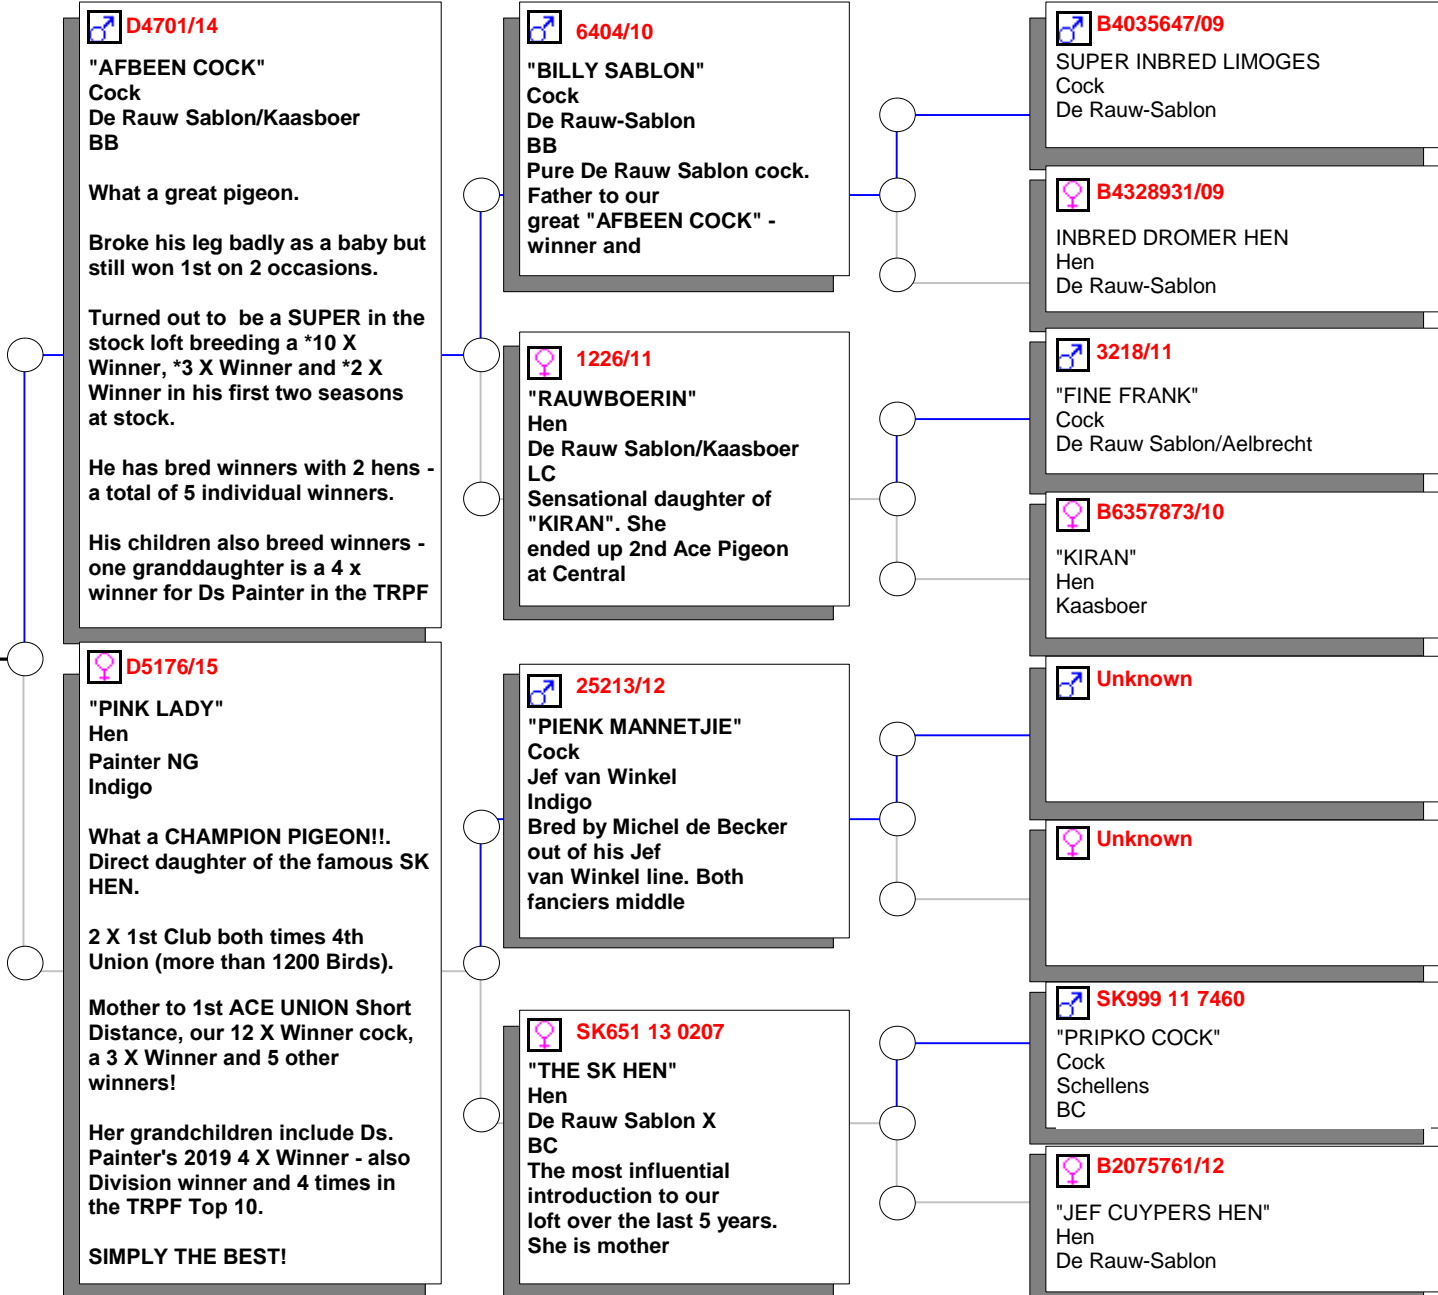 D4701/14
"AFBEEN COCK"
Cock
De Rauw Sablon/Kaasboer
BB
What a great pigeon.
Broke his leg badly as a baby but
still won 1st on 2 occasions.
Turned out to  be a SUPER in the
stock loft breeding a *10 X
Winner, *3 X Winner and *2 X
Winner in his first two seasons
at stock.
He has bred winners with 2 hens -
a total of 5 individual winners.
His children also breed winners -
one granddaughter is a 4 x
winner for Ds Painter in the TRPF
D5176/15
"PINK LADY"
Hen
Painter NG
Indigo
What a CHAMPION PIGEON!!.
Direct daughter of the famous SK
HEN.
2 X 1st Club both times 4th
Union (more than 1200 Birds).
Mother to 1st ACE UNION Short
Distance, our 12 X Winner cock,
a 3 X Winner and 5 other
winners!
Her grandchildren include Ds.
Painter's 2019 4 X Winner - also
Division winner and 4 times in
the TRPF Top 10.
SIMPLY THE BEST!
6404/10
"BILLY SABLON"
Cock
De Rauw-Sablon
BB
Pure De Rauw Sablon cock.
Father to our
great "AFBEEN COCK" -
winner and
1226/11
"RAUWBOERIN"
Hen
De Rauw Sablon/Kaasboer
LC
Sensational daughter of
"KIRAN". She
ended up 2nd Ace Pigeon
at Central
25213/12
"PIENK MANNETJIE"
Cock
Jef van Winkel
Indigo
Bred by Michel de Becker
out of his Jef
van Winkel line. Both
fanciers middle
SK651 13 0207
"THE SK HEN"
Hen
De Rauw Sablon X
BC
The most influential
introduction to our
loft over the last 5 years.
She is mother
B4035647/09
SUPER INBRED LIMOGES
Cock
De Rauw-Sablon
B4328931/09
INBRED DROMER HEN
Hen
De Rauw-Sablon
3218/11
"FINE FRANK"
Cock
De Rauw Sablon/Aelbrecht
B6357873/10
"KIRAN"
Hen
Kaasboer
Unknown
Unknown
SK999 11 7460
"PRIPKO COCK"
Cock
Schellens
BC
B2075761/12
"JEF CUYPERS HEN"
Hen
De Rauw-Sablon